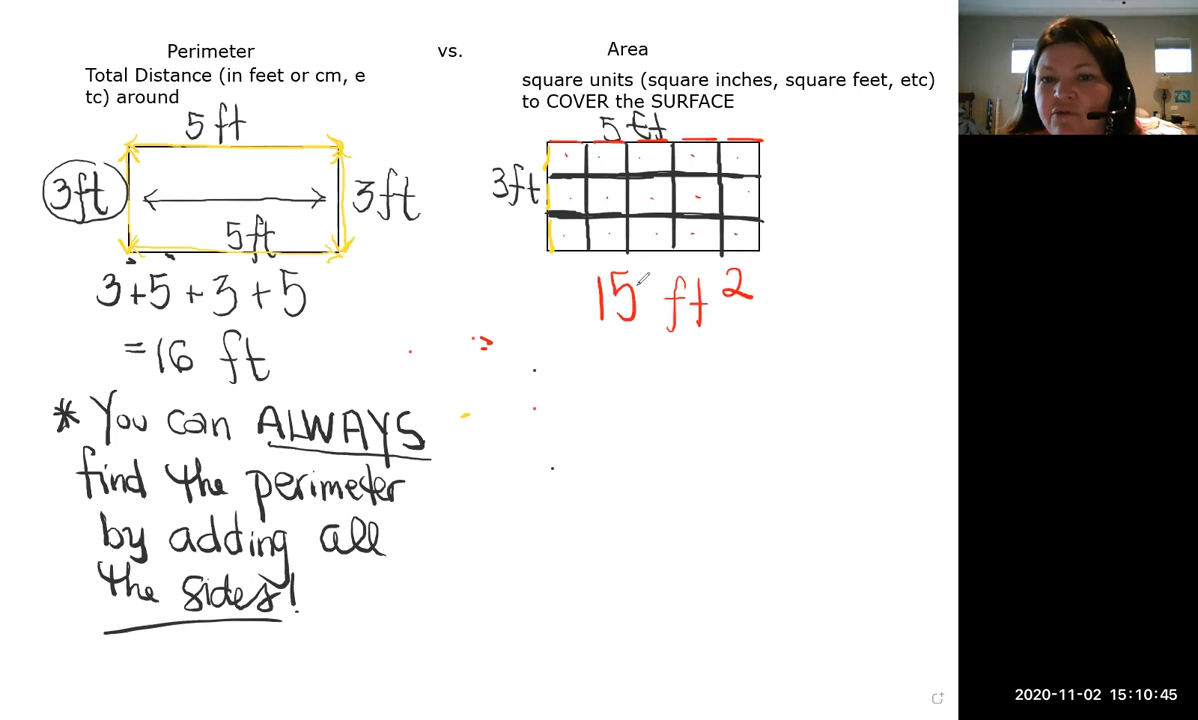 Perimeter
vs.
Area
Total Distance (in feet or cm, e
tc) around
square units (square inches, square feet, etc)
to COVER the SURFACE
5 ft
3ft
3ft
5ft
5 ft
3ft
3+5+3+5
=16 ft
15 ft 2
* You can ALWAYS
find the perimeter
by adding all
the sides!
2020-11-02 15:10:45